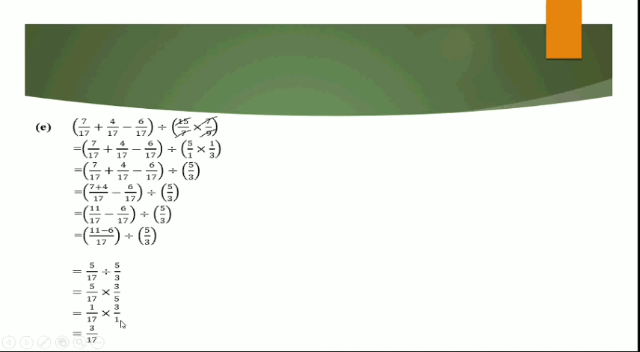 (e) (7/17 + 4/17 − 6/17) ÷ (15/7 × 7/9)
=(7/17 + 4/17 − 6/17) ÷ (5/1 × 1/3)
=(7/17 + 4/17 − 6/17) ÷ (5/3)
=(7+4/17 − 6/17) ÷ (5/3)
=(11/17 − 6/17) ÷ (5/3)
=(11−6/17) ÷ (5/3)
= 5/17 ÷ 5/3
= 5/17 × 3/5
= 1/17 × 3/1
= 3/17